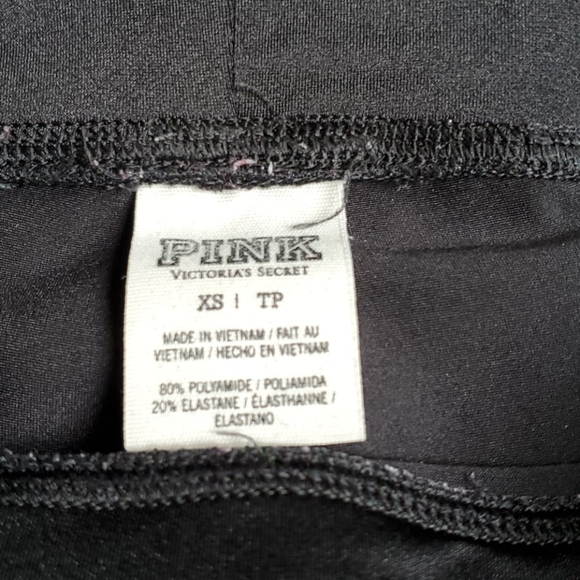 PINK
VICTORIA'S SECRET
XS | TP
MADE IN VIETNAM / FAIT AU
VIETNAM / HECHO EN VIETNAM
80% POLYAMIDE / POLIAMIDA
20% ELASTANE / ÉLASTHANNE /
ELASTANO